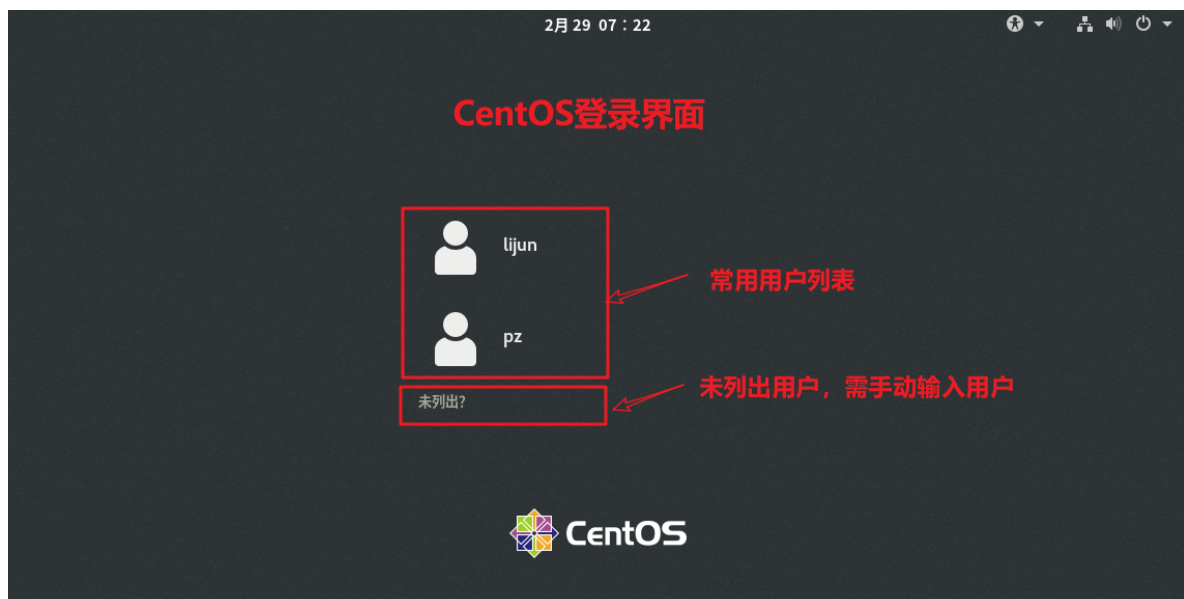 2月 29 07：22
CentOS登录界面
lijun
常用用户列表
pz
未列出用户，需手动输入用户
未列出?
CentOS